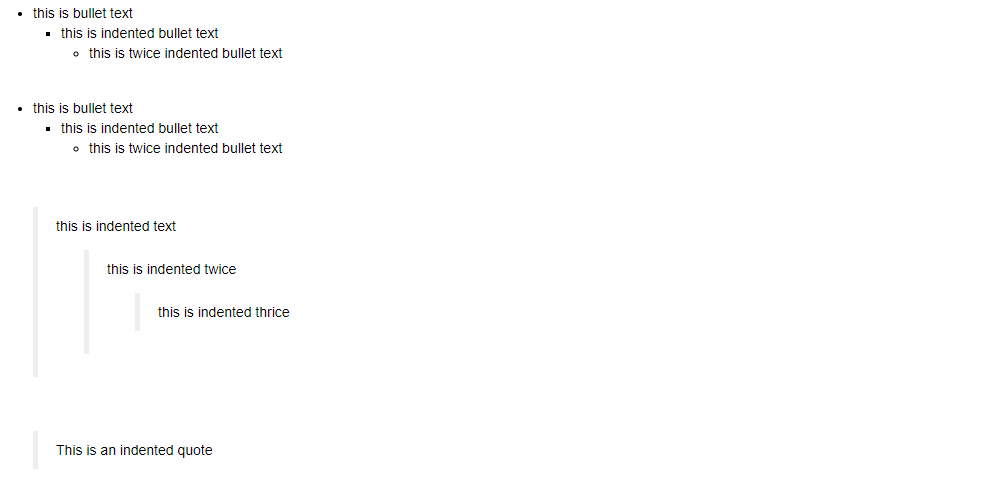 this is bullet text
this is indented bullet text
this is twice indented bullet text
this is bullet text
this is indented bullet text
this is twice indented bullet text
this is indented text
this is indented twice
this is indented thrice
This is an indented quote